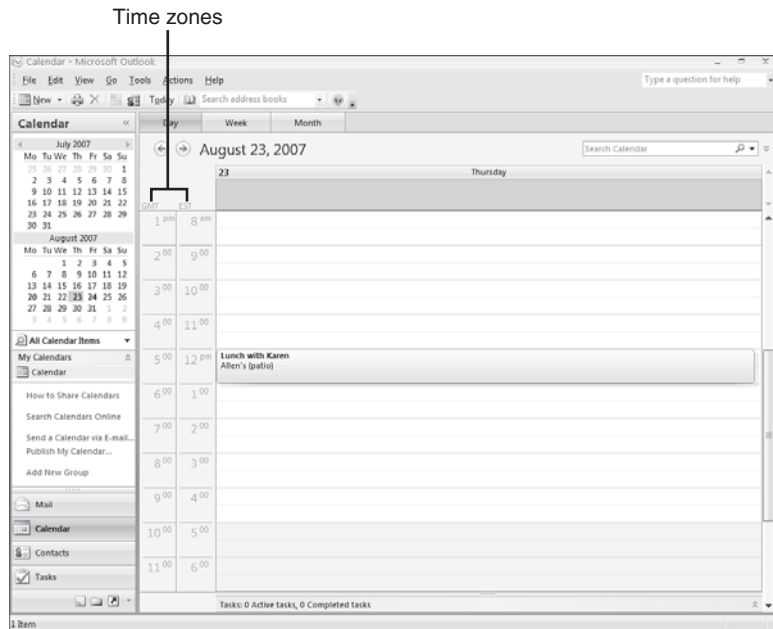 Time zones
Calendar - Microsoft Outlook
File Edit View Go Tools Actions Help
Type a question for help
New Today Search address books
Calendar
Day Week Month
July 2007
Mo Tu We Th Fr Sa Su
25 26 27 28 29 30 1
2 3 4 5 6 7 8
9 10 11 12 13 14 15
16 17 18 19 20 21 22
23 24 25 26 27 28 29
30 31
August 2007
Mo Tu We Th Fr Sa Su
1 2 3 4 5
6 7 8 9 10 11 12
13 14 15 16 17 18 19
20 21 22 23 24 25 26
27 28 29 30 31 1 2
3 4 5 6 7 8 9
All Calendar Items
My Calendars
Calendar
How to Share Calendars
Search Calendars Online
Send a Calendar via E-mail...
Publish My Calendar...
Add New Group
Mail
Calendar
Contacts
Tasks
August 23, 2007
Search Calendar
23 Thursday
GMT EST
1 pm 8 am
2 00 9 00
3 00 10 00
4 00 11 00
5 00 12 pm
Lunch with Karen
Allen's (patio)
6 00 1 00
7 00 2 00
8 00 3 00
9 00 4 00
10 00 5 00
11 00 6 00
Tasks: 0 Active tasks, 0 Completed tasks
1 Item